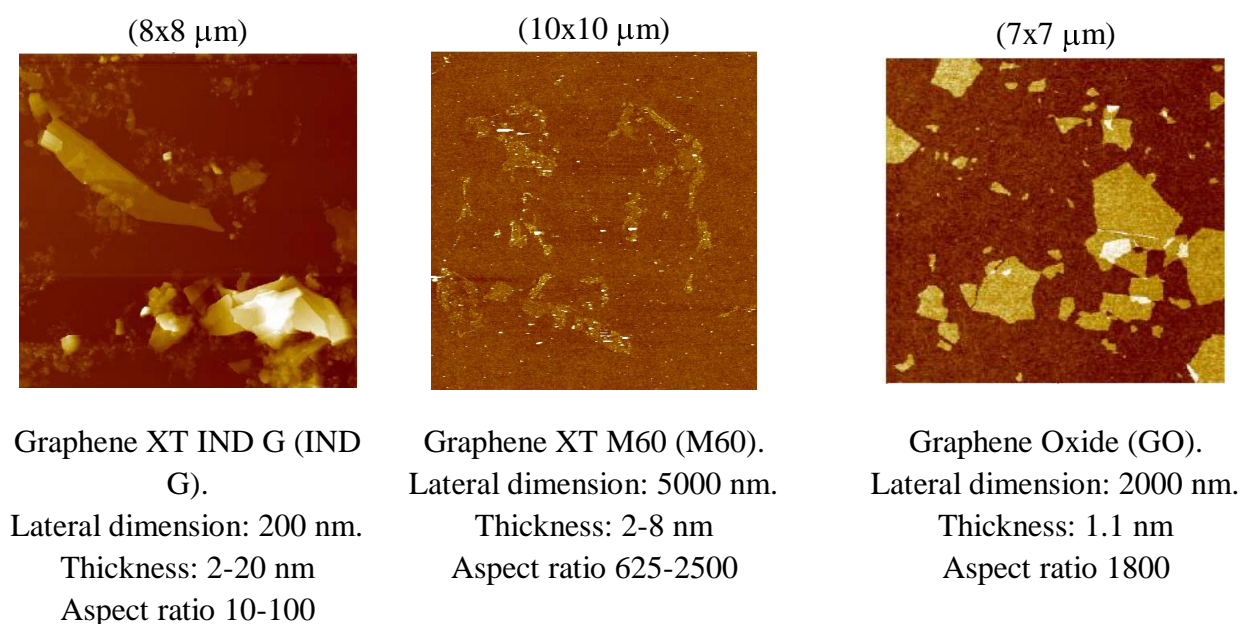 (8x8 μm)
(10x10 μm)
(7x7 μm)
Graphene XT IND G (IND
G).
Lateral dimension: 200 nm.
Thickness: 2-20 nm
Aspect ratio 10-100
Graphene XT M60 (M60).
Lateral dimension: 5000 nm.
Thickness: 2-8 nm
Aspect ratio 625-2500
Graphene Oxide (GO).
Lateral dimension: 2000 nm.
Thickness: 1.1 nm
Aspect ratio 1800